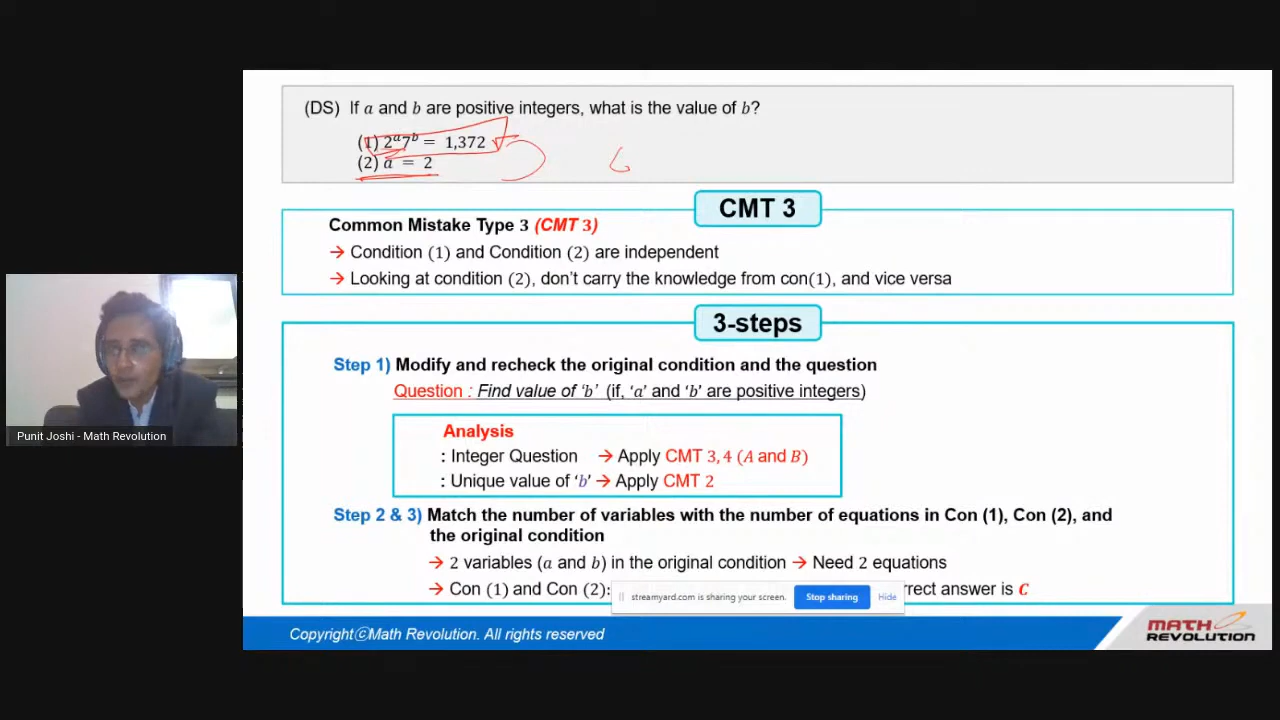 (DS) If a and b are positive integers, what is the value of b?
(1) 2ᵃ7ᵇ = 1,372
(2) a = 2
CMT 3
Common Mistake Type 3 (CMT 3)
→ Condition (1) and Condition (2) are independent
→ Looking at condition (2), don't carry the knowledge from con(1), and vice versa
3-steps
Step 1) Modify and recheck the original condition and the question
Question : Find value of 'b' (if, 'a' and 'b' are positive integers)
Analysis
: Integer Question → Apply CMT 3, 4 (A and B)
: Unique value of 'b' → Apply CMT 2
Step 2 & 3) Match the number of variables with the number of equations in Con (1), Con (2), and
the original condition
→ 2 variables (a and b) in the original condition → Need 2 equations
→ Con (1) and Con (2): rrect answer is C
streamyard.com is sharing your screen. Stop sharing Hide
Punit Joshi - Math Revolution
CopyrightⓒMath Revolution. All rights reserved
MATH
REVOLUTION